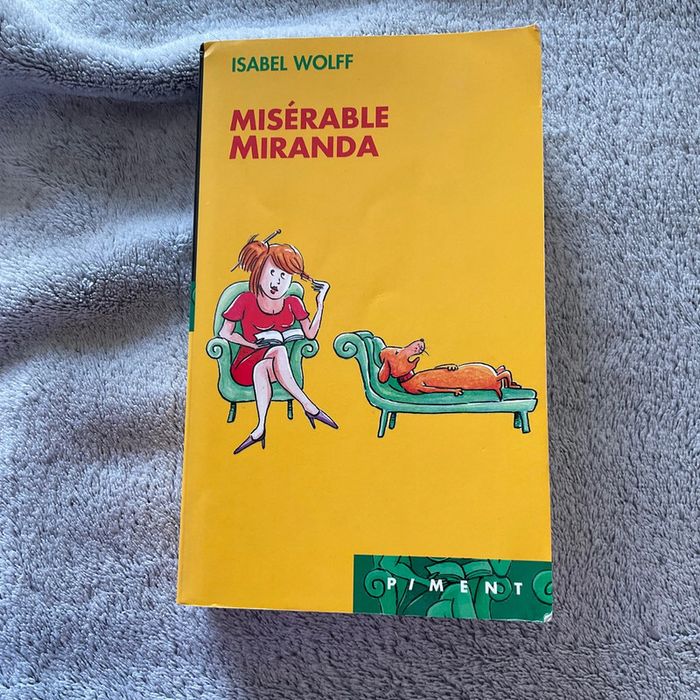 ISABEL WOLFF
MISÉRABLE
MIRANDA
PIMENT